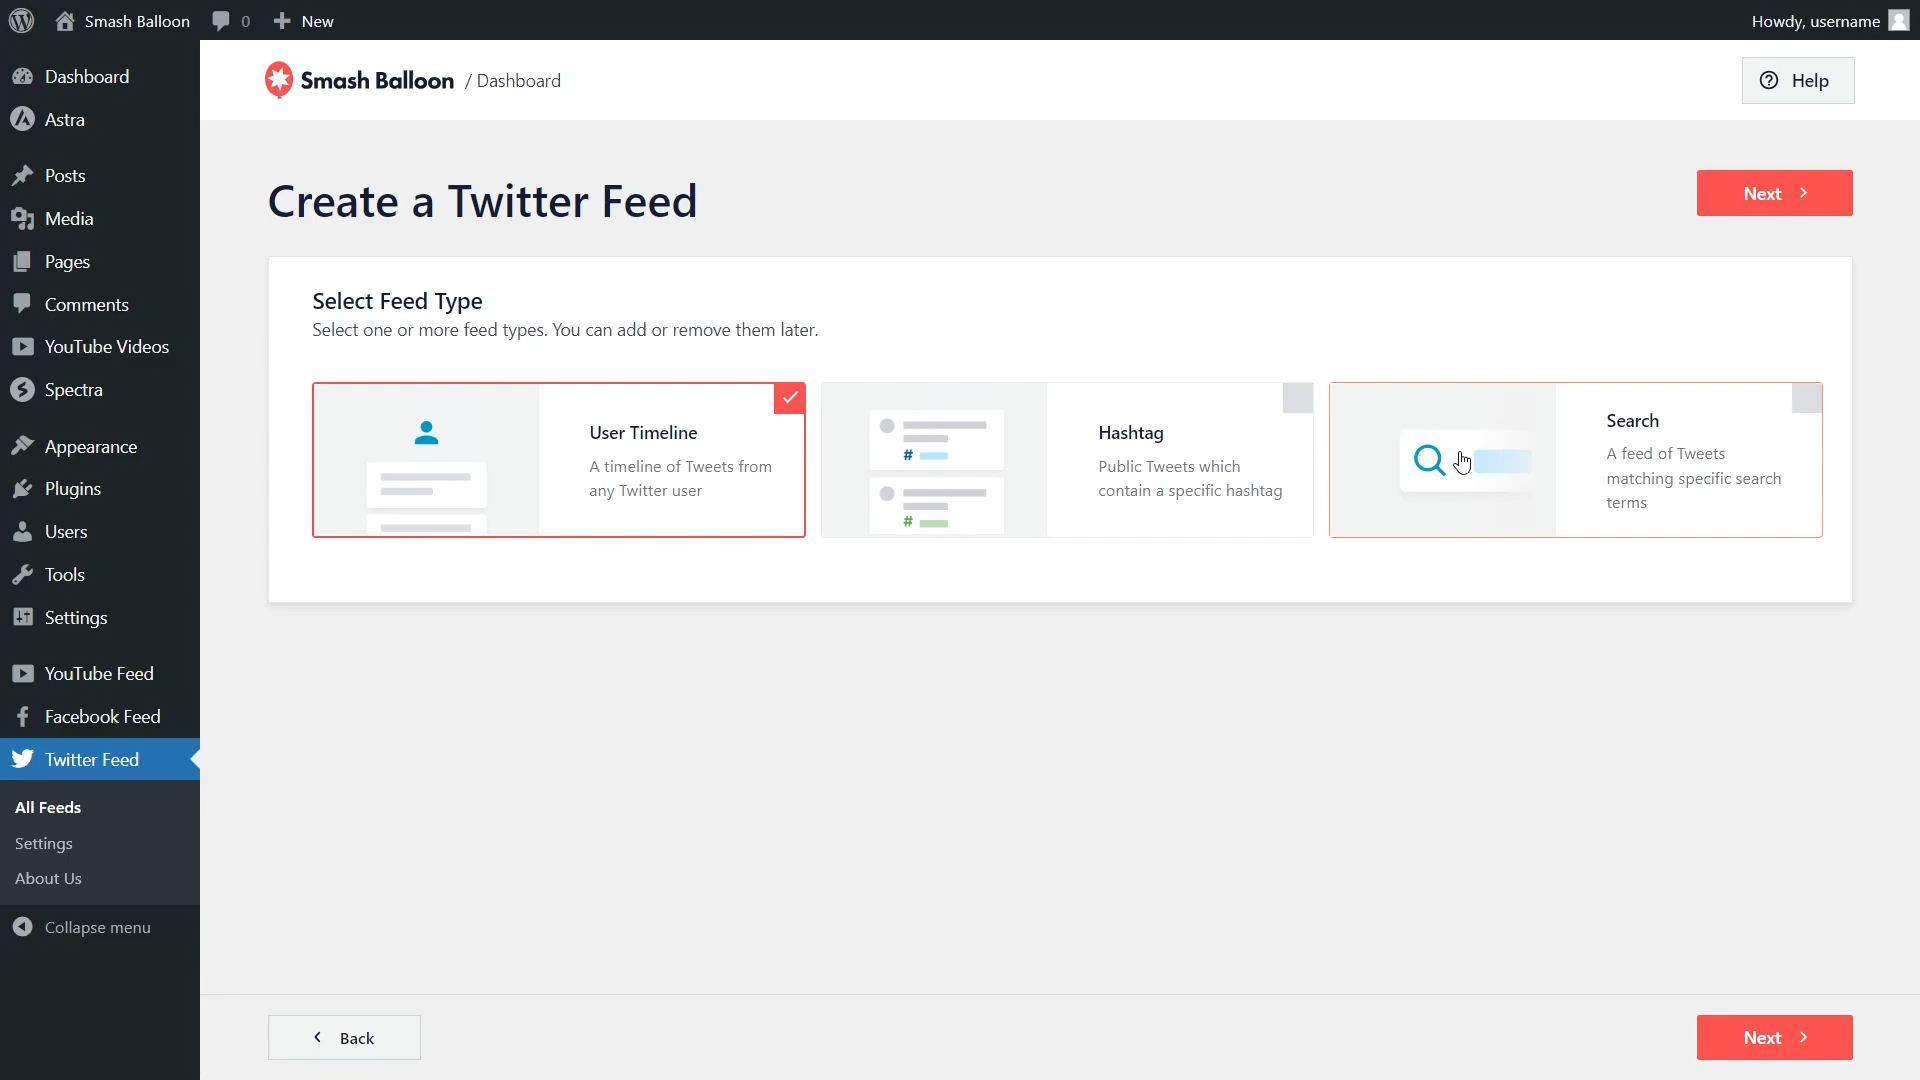 Smash Balloon
0
New
Howdy, username
Dashboard
Astra
Posts
Media
Pages
Comments
YouTube Videos
Spectra
Appearance
Plugins
Users
Tools
Settings
YouTube Feed
Facebook Feed
Twitter Feed
All Feeds
Settings
About Us
Collapse menu
Smash Balloon / Dashboard
Help
Create a Twitter Feed
Next
Select Feed Type
Select one or more feed types. You can add or remove them later.
User Timeline
A timeline of Tweets from
any Twitter user
#
#
Hashtag
Public Tweets which
contain a specific hashtag
Search
A feed of Tweets
matching specific search
terms
Back
Next